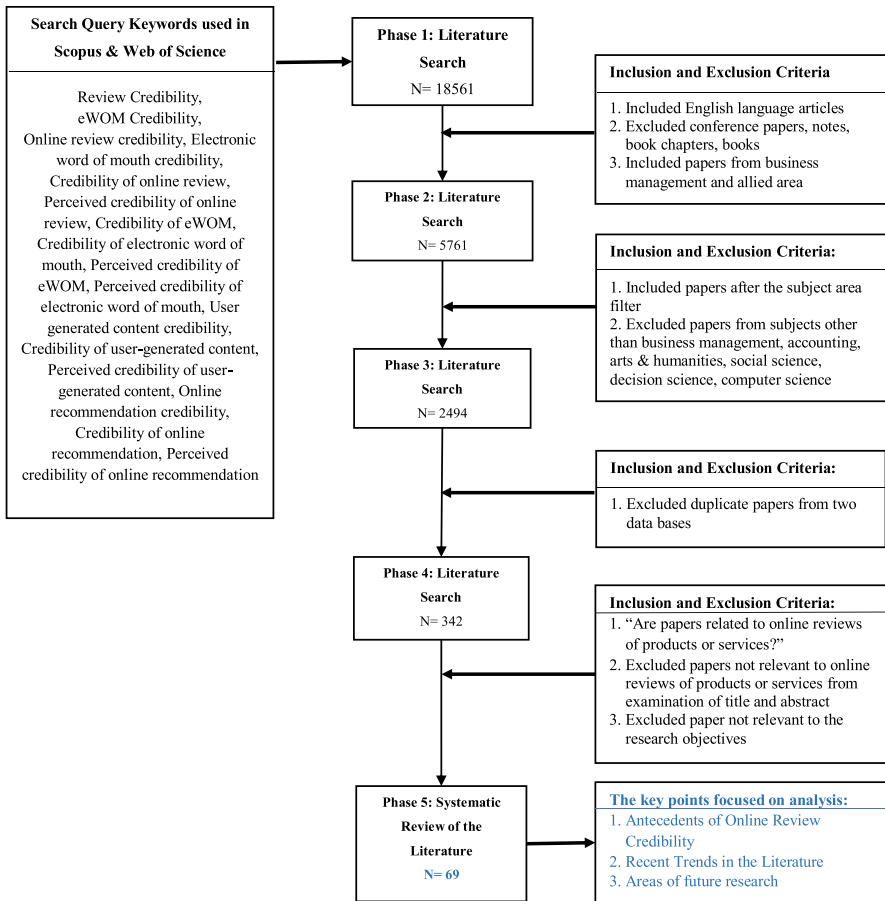 Search Query Keywords used in
Scopus & Web of Science
Review Credibility,
eWOM Credibility,
Online review credibility, Electronic
word of mouth credibility,
Credibility of online review,
Perceived credibility of online
review, Credibility of eWOM,
Credibility of electronic word of
mouth, Perceived credibility of
eWOM, Perceived credibility of
electronic word of mouth, User
generated content credibility,
Credibility of user-generated content,
Perceived credibility of user-
generated content, Online
recommendation credibility,
Credibility of online
recommendation, Perceived
credibility of online recommendation
Phase 1: Literature
Search
N= 18561
Inclusion and Exclusion Criteria
1. Included English language articles
2. Excluded conference papers, notes,
book chapters, books
3. Included papers from business
management and allied area
Phase 2: Literature
Search
N= 5761
Inclusion and Exclusion Criteria:
1. Included papers after the subject area
filter
2. Excluded papers from subjects other
than business management, accounting,
arts & humanities, social science,
decision science, computer science
Phase 3: Literature
Search
N= 2494
Inclusion and Exclusion Criteria:
1. Excluded duplicate papers from two
data bases
Phase 4: Literature
Search
N= 342
Inclusion and Exclusion Criteria:
1. “Are papers related to online reviews
of products or services?”
2. Excluded papers not relevant to online
reviews of products or services from
examination of title and abstract
3. Excluded paper not relevant to the
research objectives
Phase 5: Systematic
Review of the
Literature
N= 69
The key points focused on analysis:
1. Antecedents of Online Review
Credibility
2. Recent Trends in the Literature
3. Areas of future research